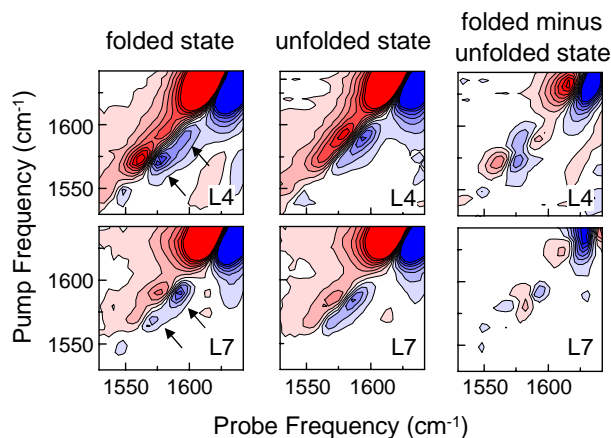 folded state
unfolded state
folded minus
unfolded state
Pump Frequency (cm-1)
1600
1550
L4
L4
L4
1600
1550
L7
L7
L7
1550 1600
1600
1550 1600
Probe Frequency (cm-1)